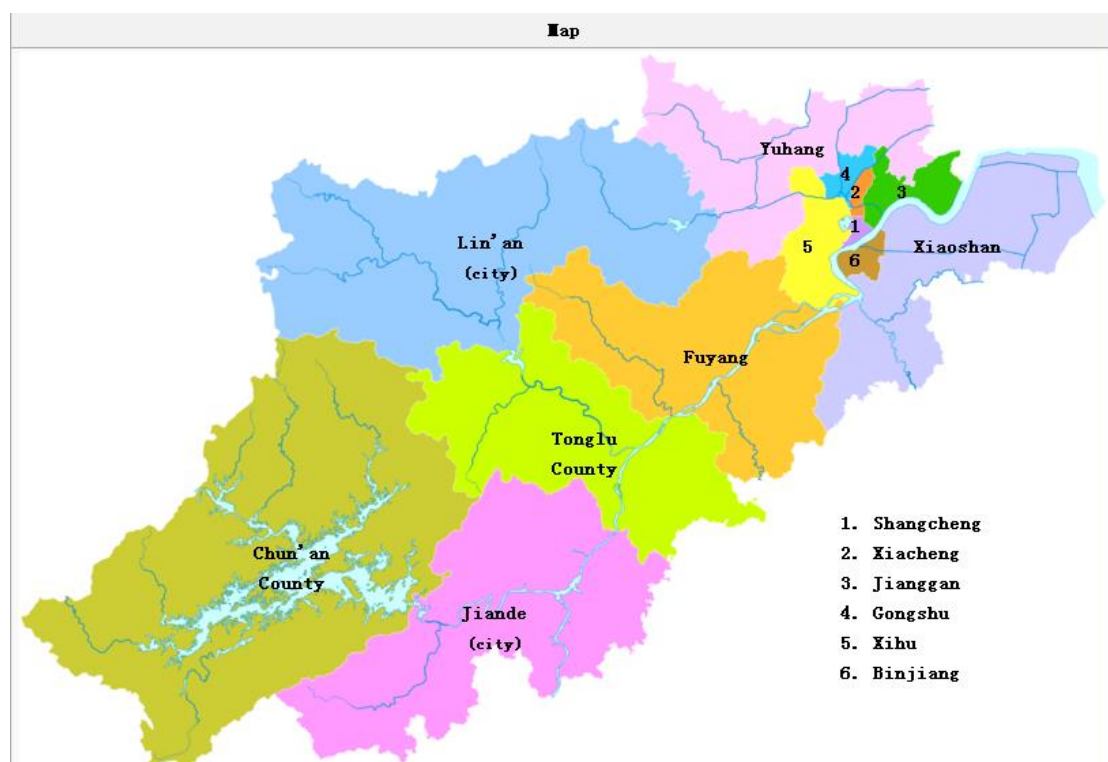 Map
Yuhang
4
2
3
1
Lin'an
(city)
5
Xiaoshan
6
Fuyang
Tonglu
County
Chun'an
County
Jiande
(city)
1. Shangcheng
2. Xiacheng
3. Jianggan
4. Gongshu
5. Xihu
6. Binjiang